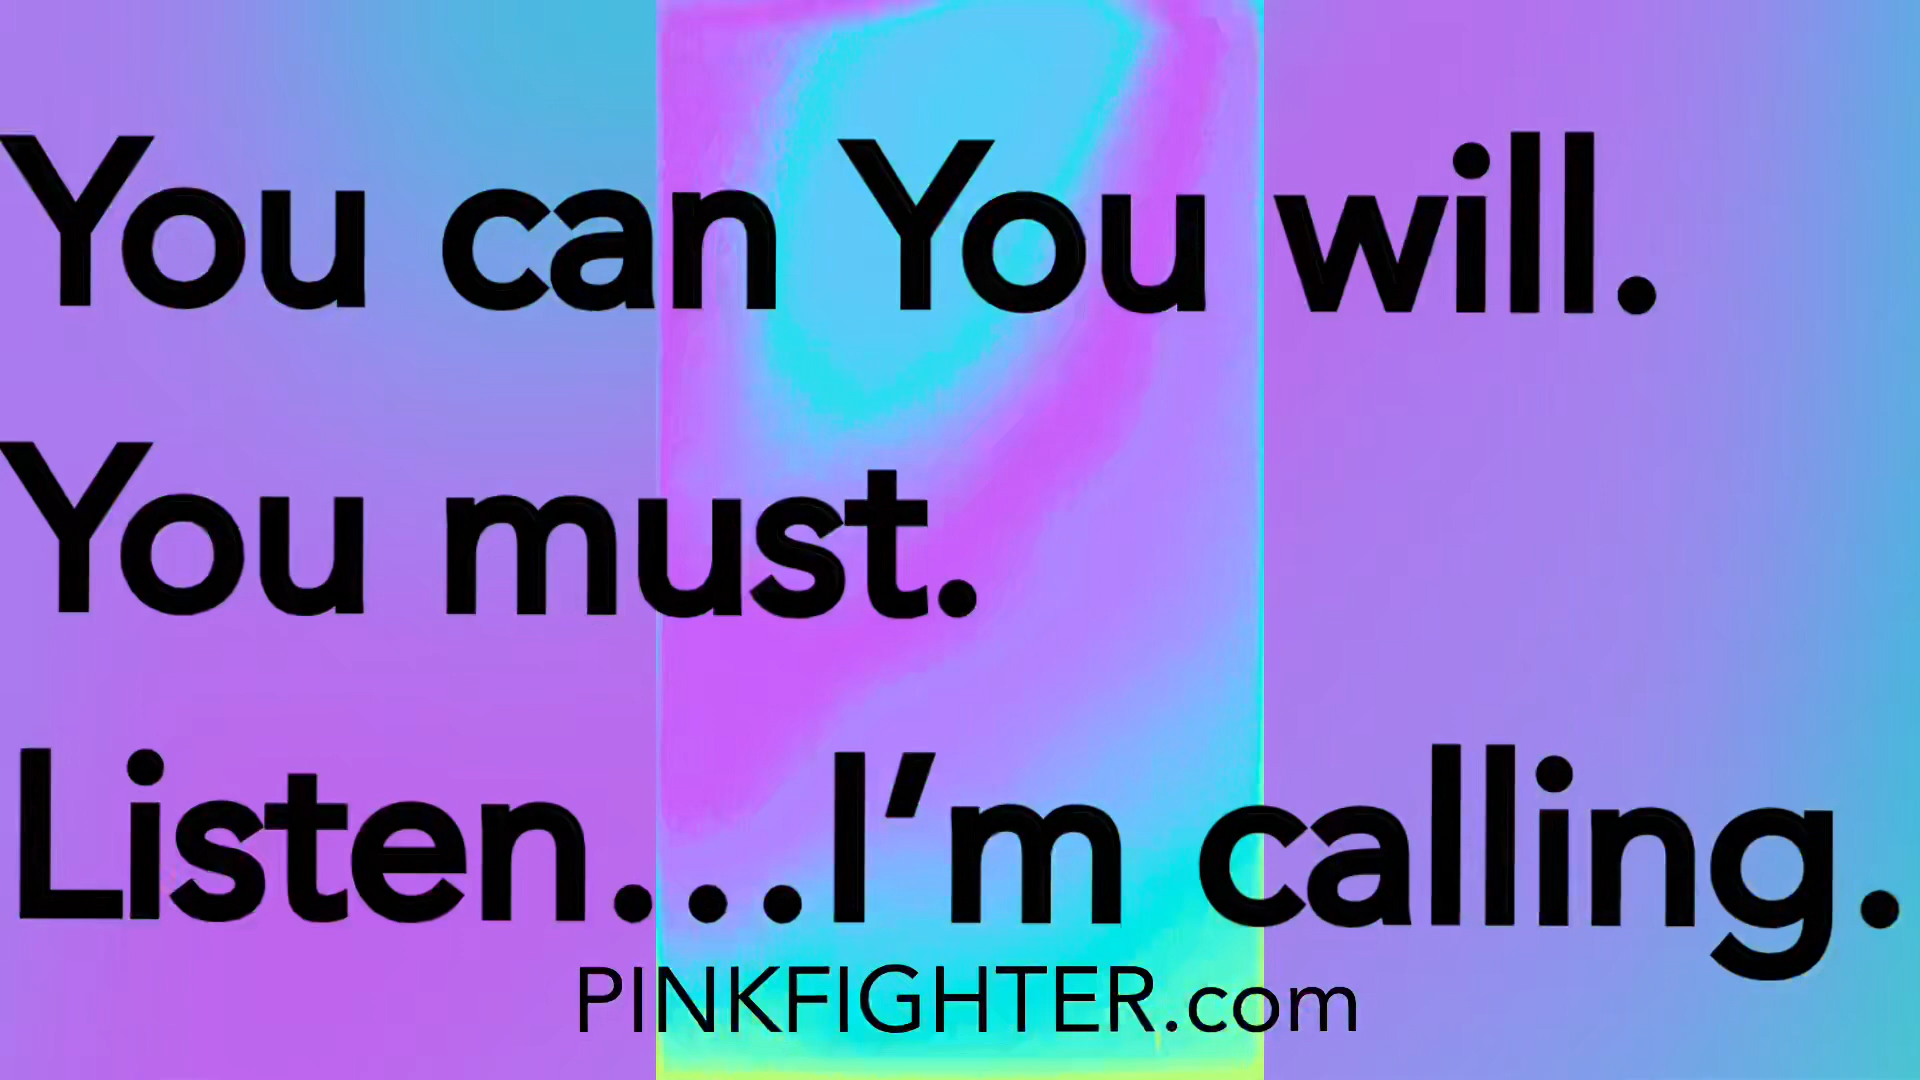 You can You will.
You must.
Listen...I’m calling.
PINKFIGHTER.com